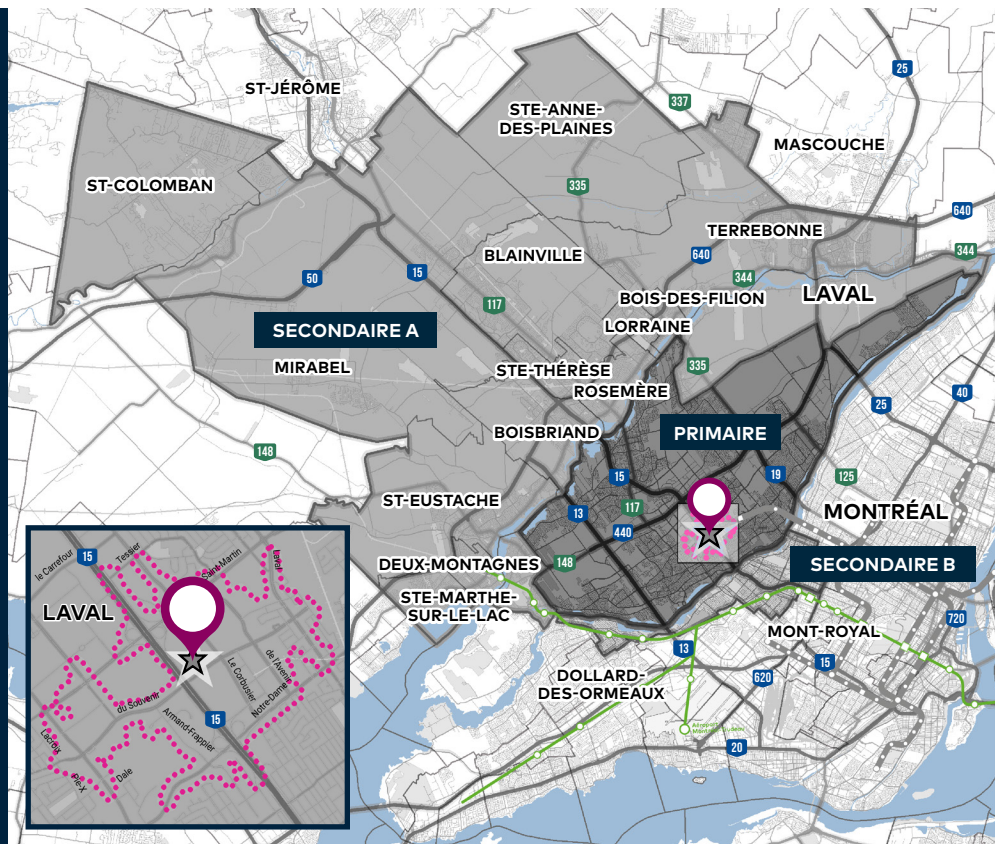 ST-JÉRÔME
25
STE-ANNE-
DES-PLAINES
337
MASCOUCHE
ST-COLOMBAN
335
640
TERREBONNE
344
BLAINVILLE
640
50
15
344
LAVAL
117
BOIS-DES-FILION
LORRAINE
SECONDAIRE A
MIRABEL
STE-THÉRÈSE
335
ROSEMÈRE
40
25
BOISBRIAND
PRIMAIRE
148
15
19
125
ST-EUSTACHE
117
13
MONTRÉAL
440
148
DEUX-MONTAGNES
SECONDAIRE B
STE-MARTHE-
SUR-LE-LAC
720
MONT-ROYAL
13
15
DOLLARD-
DES-ORMEAUX
620
20
15
le Carrefour
Tessier
Saint-Martin
Laval
LAVAL
Le Corbusier
de l'Avenir
du Souvenir
Notre-Dame
15
Armand-Frappier
Lacroix
Pie-X
Dale